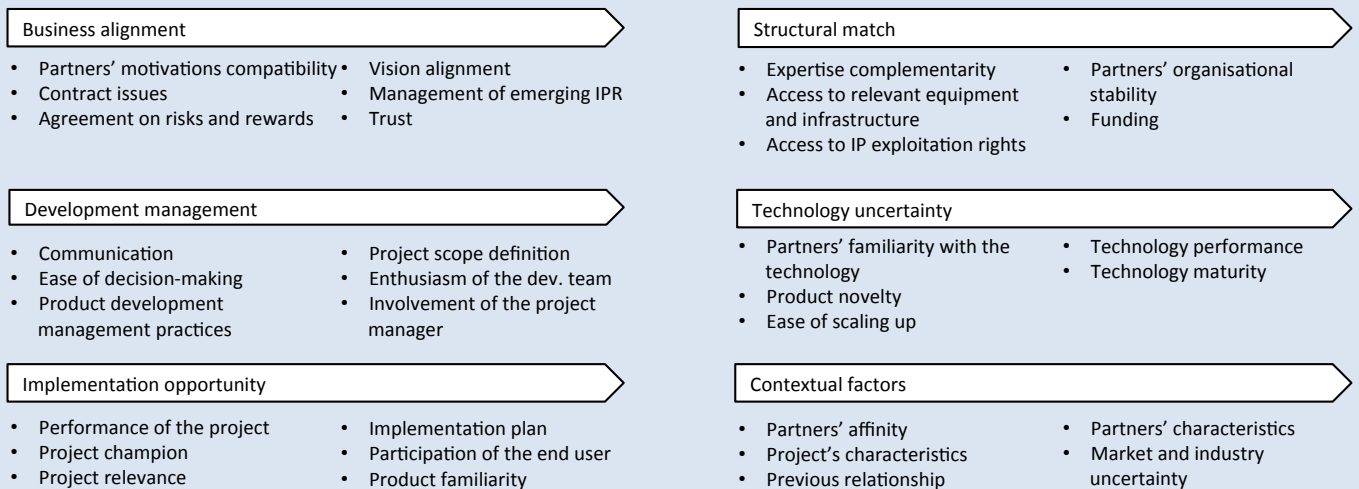 Business alignment
• Partners’ motivations compatibility
• Contract issues
• Agreement on risks and rewards
• Vision alignment
• Management of emerging IPR
• Trust
Structural match
• Expertise complementarity
• Access to relevant equipment
and infrastructure
• Access to IP exploitation rights
• Partners’ organisational
stability
• Funding
Development management
• Communication
• Ease of decision-making
• Product development
management practices
• Project scope definition
• Enthusiasm of the dev. team
• Involvement of the project
manager
Technology uncertainty
• Partners’ familiarity with the
technology
• Product novelty
• Ease of scaling up
• Technology performance
• Technology maturity
Implementation opportunity
• Performance of the project
• Project champion
• Project relevance
• Implementation plan
• Participation of the end user
• Product familiarity
Contextual factors
• Partners’ affinity
• Project’s characteristics
• Previous relationship
• Partners’ characteristics
• Market and industry
uncertainty